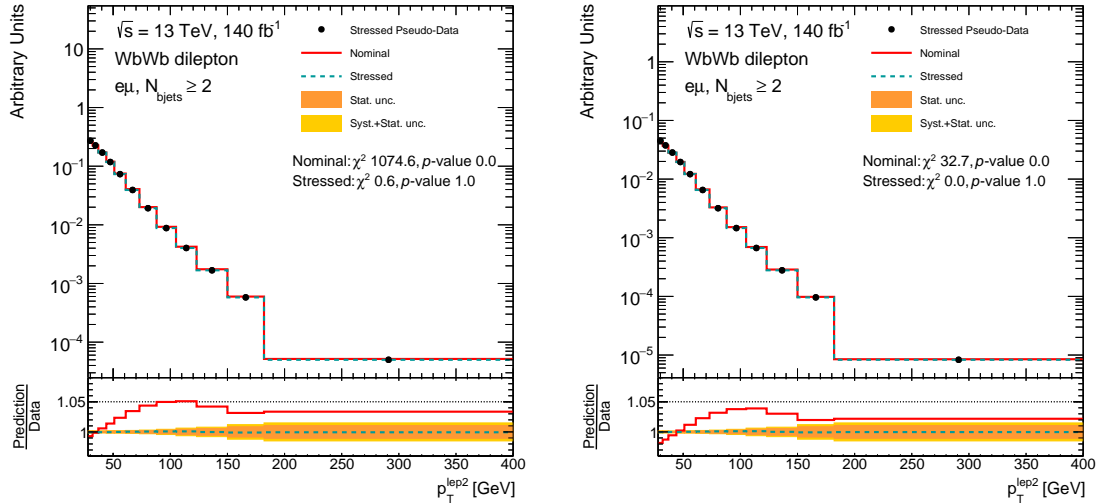 Arbitrary Units
√s = 13 TeV, 140 fb⁻¹
WbWb dilepton
eμ, N_bjets ≥ 2
Stressed Pseudo-Data
Nominal
Stressed
Stat. unc.
Syst.+Stat. unc.
Nominal: χ² 1074.6, p-value 0.0
Stressed: χ² 0.6, p-value 1.0
10
1
10⁻¹
10⁻²
10⁻³
10⁻⁴
Prediction
Data
1.05
1
50 100 150 200 250 300 350 400
p_T^lep2 [GeV]
Arbitrary Units
√s = 13 TeV, 140 fb⁻¹
WbWb dilepton
eμ, N_bjets ≥ 2
Stressed Pseudo-Data
Nominal
Stressed
Stat. unc.
Syst.+Stat. unc.
Nominal: χ² 32.7, p-value 0.0
Stressed: χ² 0.0, p-value 1.0
1
10⁻¹
10⁻²
10⁻³
10⁻⁴
10⁻⁵
Prediction
Data
1.05
1
50 100 150 200 250 300 350 400
p_T^lep2 [GeV]